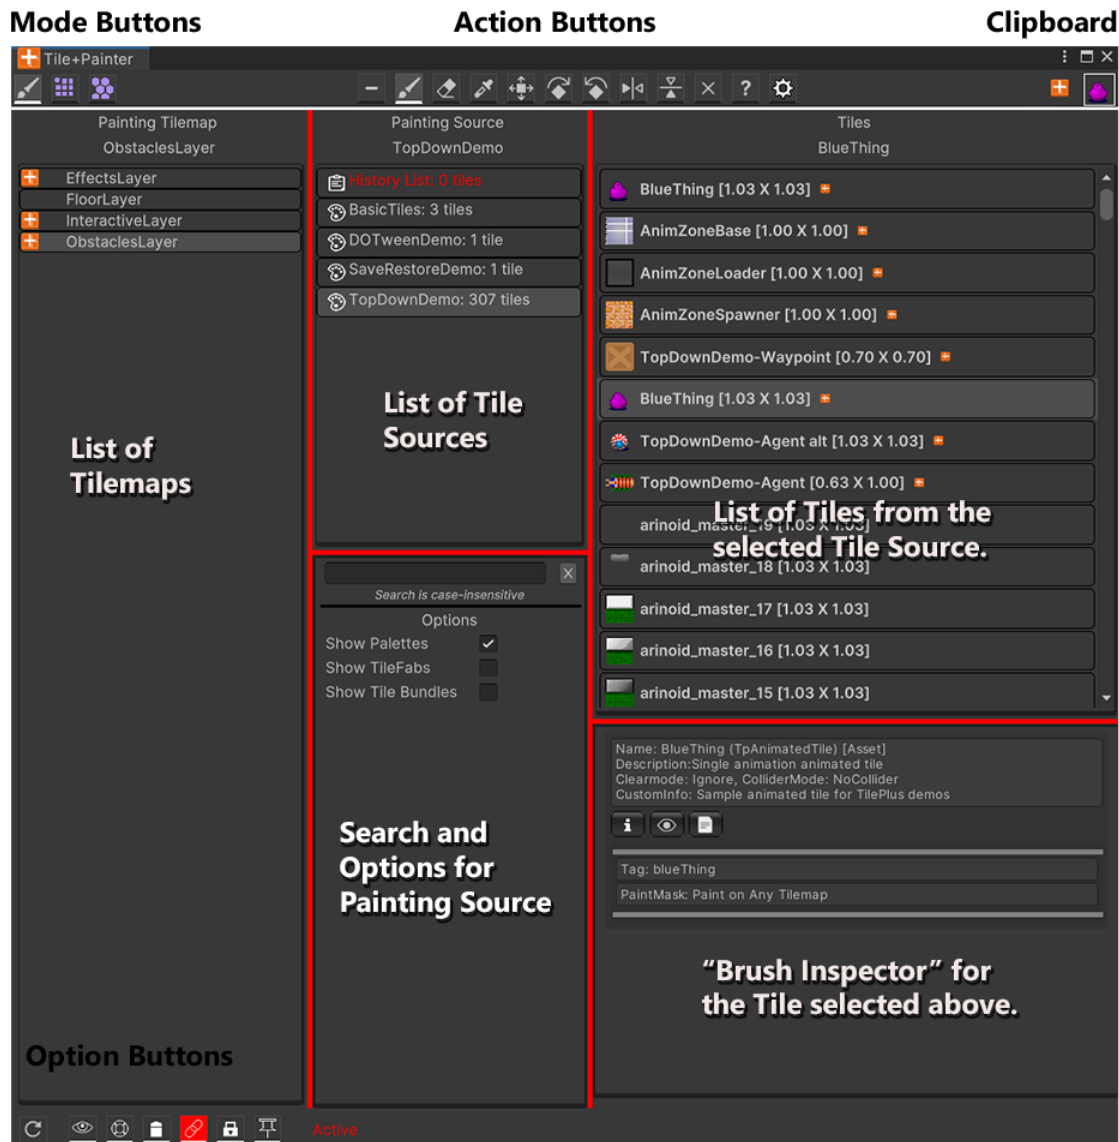 Mode Buttons
Action Buttons
Clipboard
Tile+Painter
Painting Tilemap
ObstaclesLayer
EffectsLayer
FloorLayer
InteractiveLayer
ObstaclesLayer
List of
Tilemaps
Option Buttons
Painting Source
TopDownDemo
History List: 0 tiles
BasicTiles: 3 tiles
DOTweenDemo: 1 tile
SaveRestoreDemo: 1 tile
TopDownDemo: 307 tiles
List of Tile
Sources
X
Search is case-insensitive
Options
Show Palettes
Show TileFabs
Show Tile Bundles
Search and
Options for
Painting Source
Tiles
BlueThing
BlueThing [1.03 X 1.03]
AnimZoneBase [1.00 X 1.00]
AnimZoneLoader [1.00 X 1.00]
AnimZoneSpawner [1.00 X 1.00]
TopDownDemo-Waypoint [0.70 X 0.70]
BlueThing [1.03 X 1.03]
TopDownDemo-Agent alt [1.03 X 1.03]
TopDownDemo-Agent [0.63 X 1.00]
arinoid_master_19 [1.03 X 1.03]
arinoid_master_18 [1.03 X 1.03]
List of Tiles from the
selected Tile Source.
arinoid_master_17 [1.03 X 1.03]
arinoid_master_16 [1.03 X 1.03]
arinoid_master_15 [1.03 X 1.03]
Name: BlueThing (TpAnimatedTile) [Asset]
Description:Single animation animated tile
Clearmode: Ignore, ColliderMode: NoCollider
CustomInfo: Sample animated tile for TilePlus demos
Tag: blueThing
PaintMask: Paint on Any Tilemap
“Brush Inspector” for
the Tile selected above.
Active